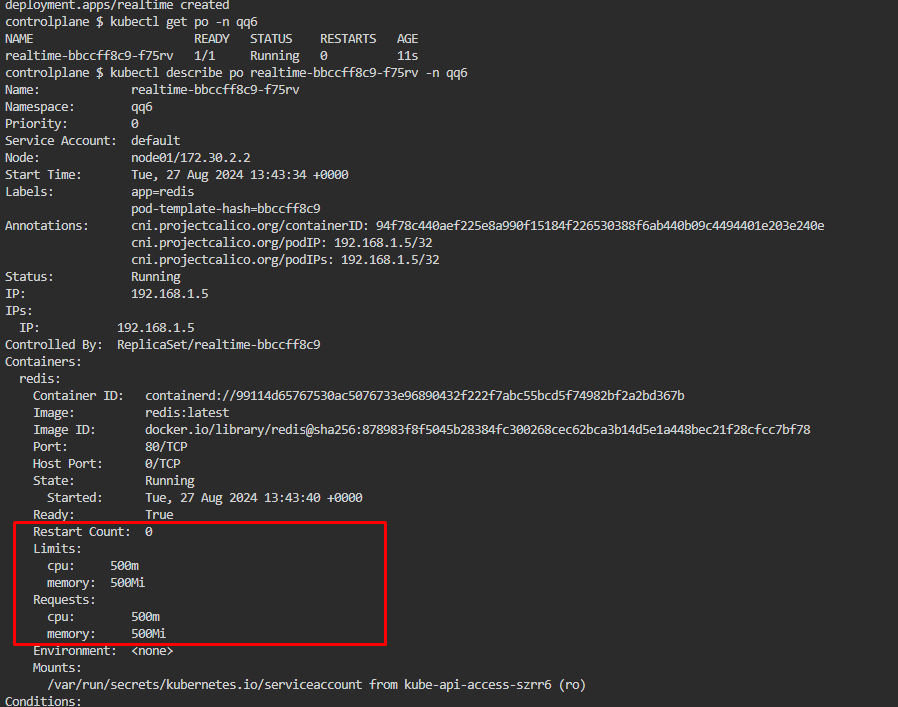 deployment.apps/realtime created
controlplane $ kubectl get po -n qq6
NAME READY STATUS RESTARTS AGE
realtime-bbccff8c9-f75rv 1/1 Running 0 11s
controlplane $ kubectl describe po realtime-bbccff8c9-f75rv -n qq6
Name: realtime-bbccff8c9-f75rv
Namespace: qq6
Priority: 0
Service Account: default
Node: node01/172.30.2.2
Start Time: Tue, 27 Aug 2024 13:43:34 +0000
Labels: app=redis
pod-template-hash=bbccff8c9
Annotations: cni.projectcalico.org/containerID: 94f78c440aef225e8a990f15184f226530388f6ab440b09c4494401e203e240e
cni.projectcalico.org/podIP: 192.168.1.5/32
cni.projectcalico.org/podIPs: 192.168.1.5/32
Status: Running
IP: 192.168.1.5
IPs:
IP: 192.168.1.5
Controlled By: ReplicaSet/realtime-bbccff8c9
Containers:
redis:
Container ID: containerd://99114d65767530ac5076733e96890432f222f7abc55bcd5f74982bf2a2bd367b
Image: redis:latest
Image ID: docker.io/library/redis@sha256:878983f8f5045b28384fc300268cec62bca3b14d5e1a448bec21f28cfcc7bf78
Port: 80/TCP
Host Port: 0/TCP
State: Running
Started: Tue, 27 Aug 2024 13:43:40 +0000
Ready: True
Restart Count: 0
Limits:
cpu: 500m
memory: 500Mi
Requests:
cpu: 500m
memory: 500Mi
Environment: <none>
Mounts:
/var/run/secrets/kubernetes.io/serviceaccount from kube-api-access-szrr6 (ro)
Conditions: